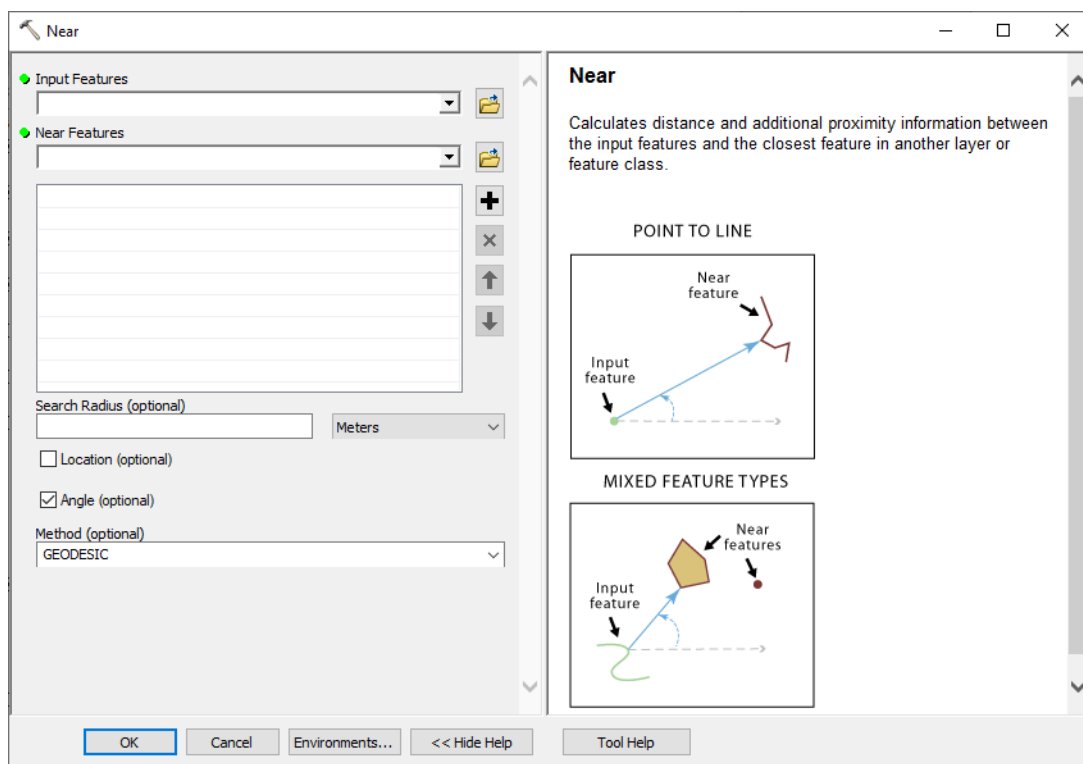 Near
Input Features
Near Features
Search Radius (optional)
Meters
Location (optional)
Angle (optional)
Method (optional)
GEODESIC
Near
Calculates distance and additional proximity information between
the input features and the closest feature in another layer or
feature class.
POINT TO LINE
Near
feature
Input
feature
MIXED FEATURE TYPES
Near
features
Input
feature
OK
Cancel
Environments...
<< Hide Help
Tool Help